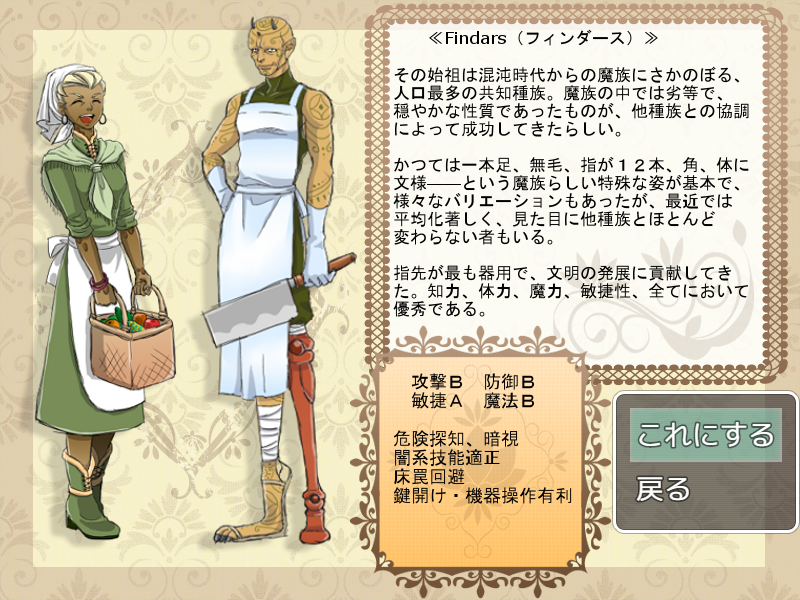 ≪Findars（フィンダース）≫
その始祖は混沌時代からの魔族にさかのぼる、
人口最多の共知種族。魔族の中では劣等で、
穏やかな性質であったものが、他種族との協調
によって成功してきたらしい。
かつては一本足、無毛、指が１２本、角、体に
文様――という魔族らしい特殊な姿が基本で、
様々なバリエーションもあったが、最近では
平均化著しく、見た目に他種族とほとんど
変わらない者もいる。
指先が最も器用で、文明の発展に貢献してき
た。知力、体力、魔力、敏捷性、全てにおいて
優秀である。
攻撃Ｂ　防御Ｂ
敏捷Ａ　魔法Ｂ
危険探知、暗視
闇系技能適正
床罠回避
鍵開け・機器操作有利
これにする
戻る